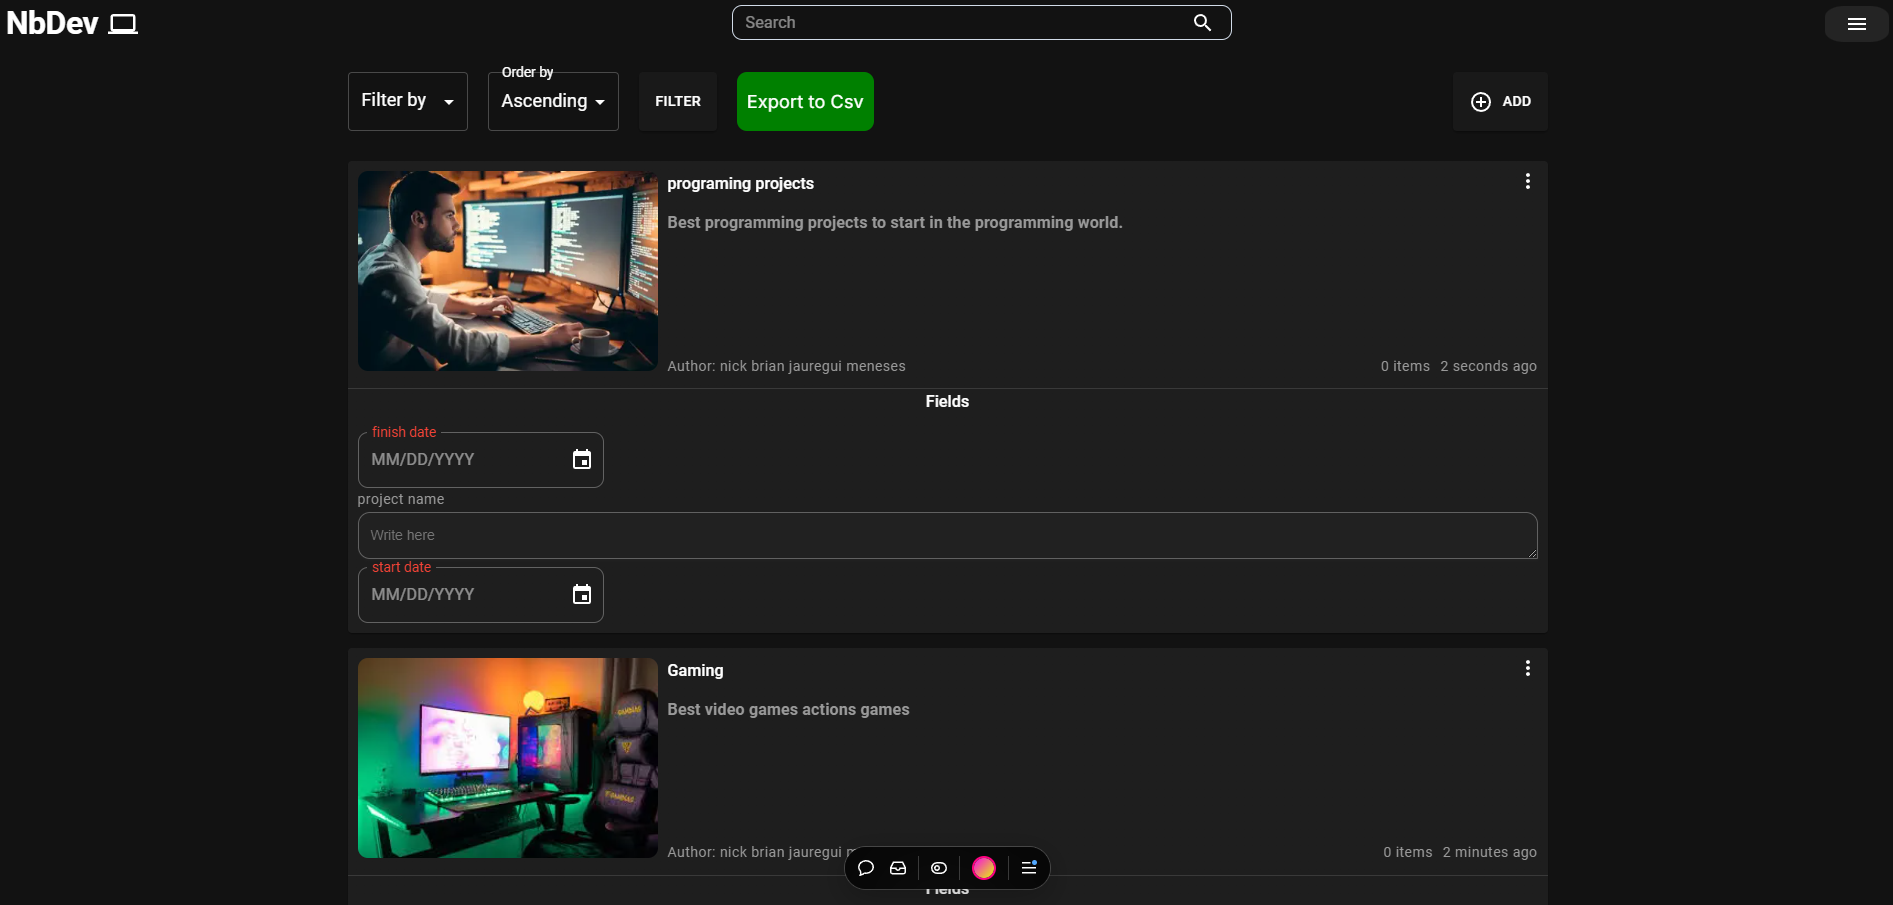 NbDev
Search
Filter by
Order by
Ascending
FILTER
Export to Csv
ADD
programing projects
Best programming projects to start in the programming world.
Author: nick brian jauregui meneses
0 items 2 seconds ago
Fields
finish date
MM/DD/YYYY
project name
Write here
start date
MM/DD/YYYY
Gaming
Best video games actions games
Author: nick brian jauregui
0 items 2 minutes ago
Fields